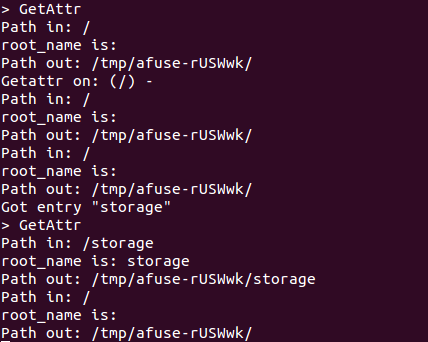 > GetAttr
Path in: /
root_name is:
Path out: /tmp/afuse-rUSWwk/
Getattr on: (/) -
Path in: /
root_name is:
Path out: /tmp/afuse-rUSWwk/
Path in: /
root_name is:
Path out: /tmp/afuse-rUSWwk/
Got entry "storage"
> GetAttr
Path in: /storage
root_name is: storage
Path out: /tmp/afuse-rUSWwk/storage
Path in: /
root_name is:
Path out: /tmp/afuse-rUSWwk/